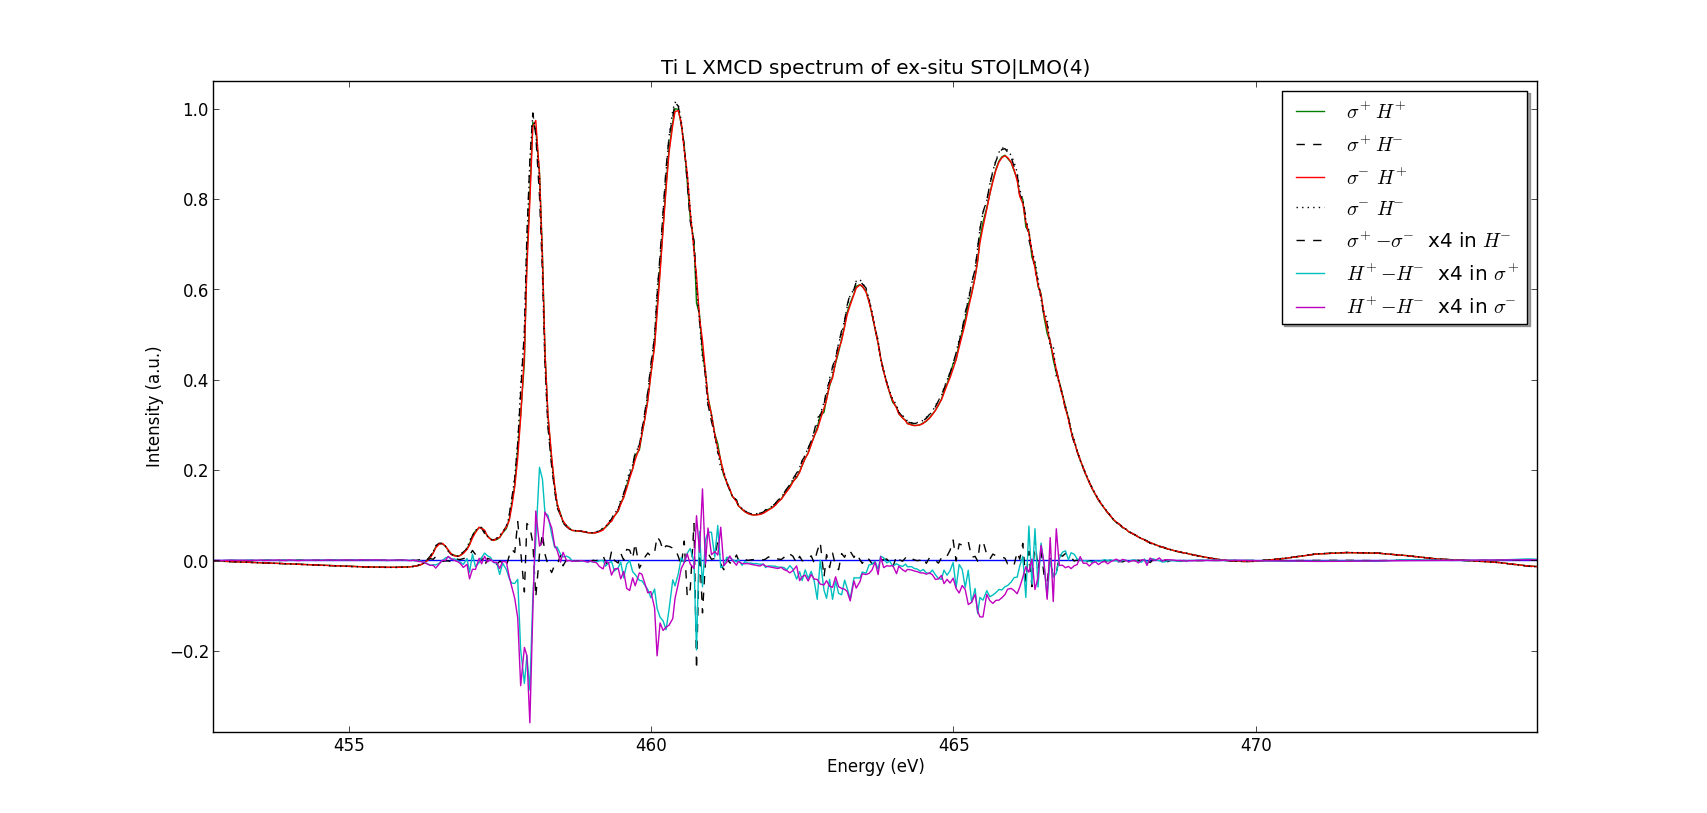 Ti L XMCD spectrum of ex-situ STO|LMO(4)
σ⁺ H⁺
σ⁺ H⁻
σ⁻ H⁺
σ⁻ H⁻
σ⁺−σ⁻ x4 in H⁻
H⁺−H⁻ x4 in σ⁺
H⁺−H⁻ x4 in σ⁻
1.0
0.8
0.6
0.4
0.2
0.0
−0.2
Intensity (a.u.)
455 460 465 470
Energy (eV)